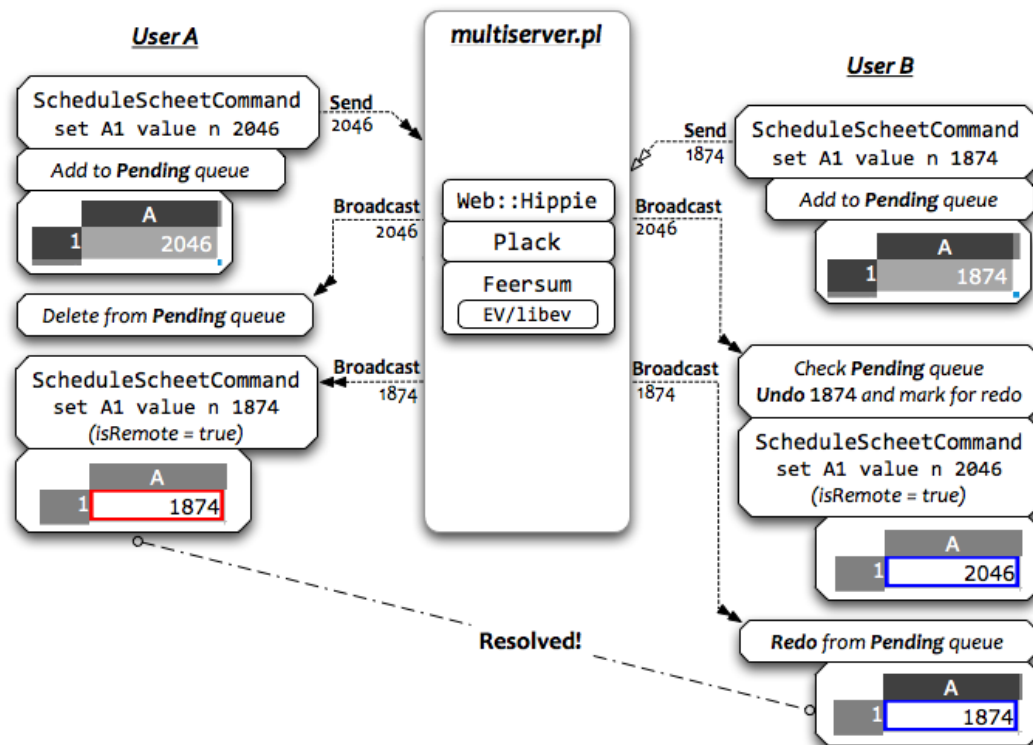 User A
ScheduleScheetCommand
set A1 value n 2046
Add to Pending queue
A
1 2046
Delete from Pending queue
ScheduleScheetCommand
set A1 value n 1874
(isRemote = true)
A
1 1874
Send
2046
Broadcast
2046
Broadcast
1874
multiserver.pl
Web::Hippie
Plack
Feersum
EV/libev
Send
1874
Broadcast
2046
Broadcast
1874
User B
ScheduleScheetCommand
set A1 value n 1874
Add to Pending queue
A
1 1874
Check Pending queue
Undo 1874 and mark for redo
ScheduleScheetCommand
set A1 value n 2046
(isRemote = true)
A
1 2046
Redo from Pending queue
A
1 1874
Resolved!